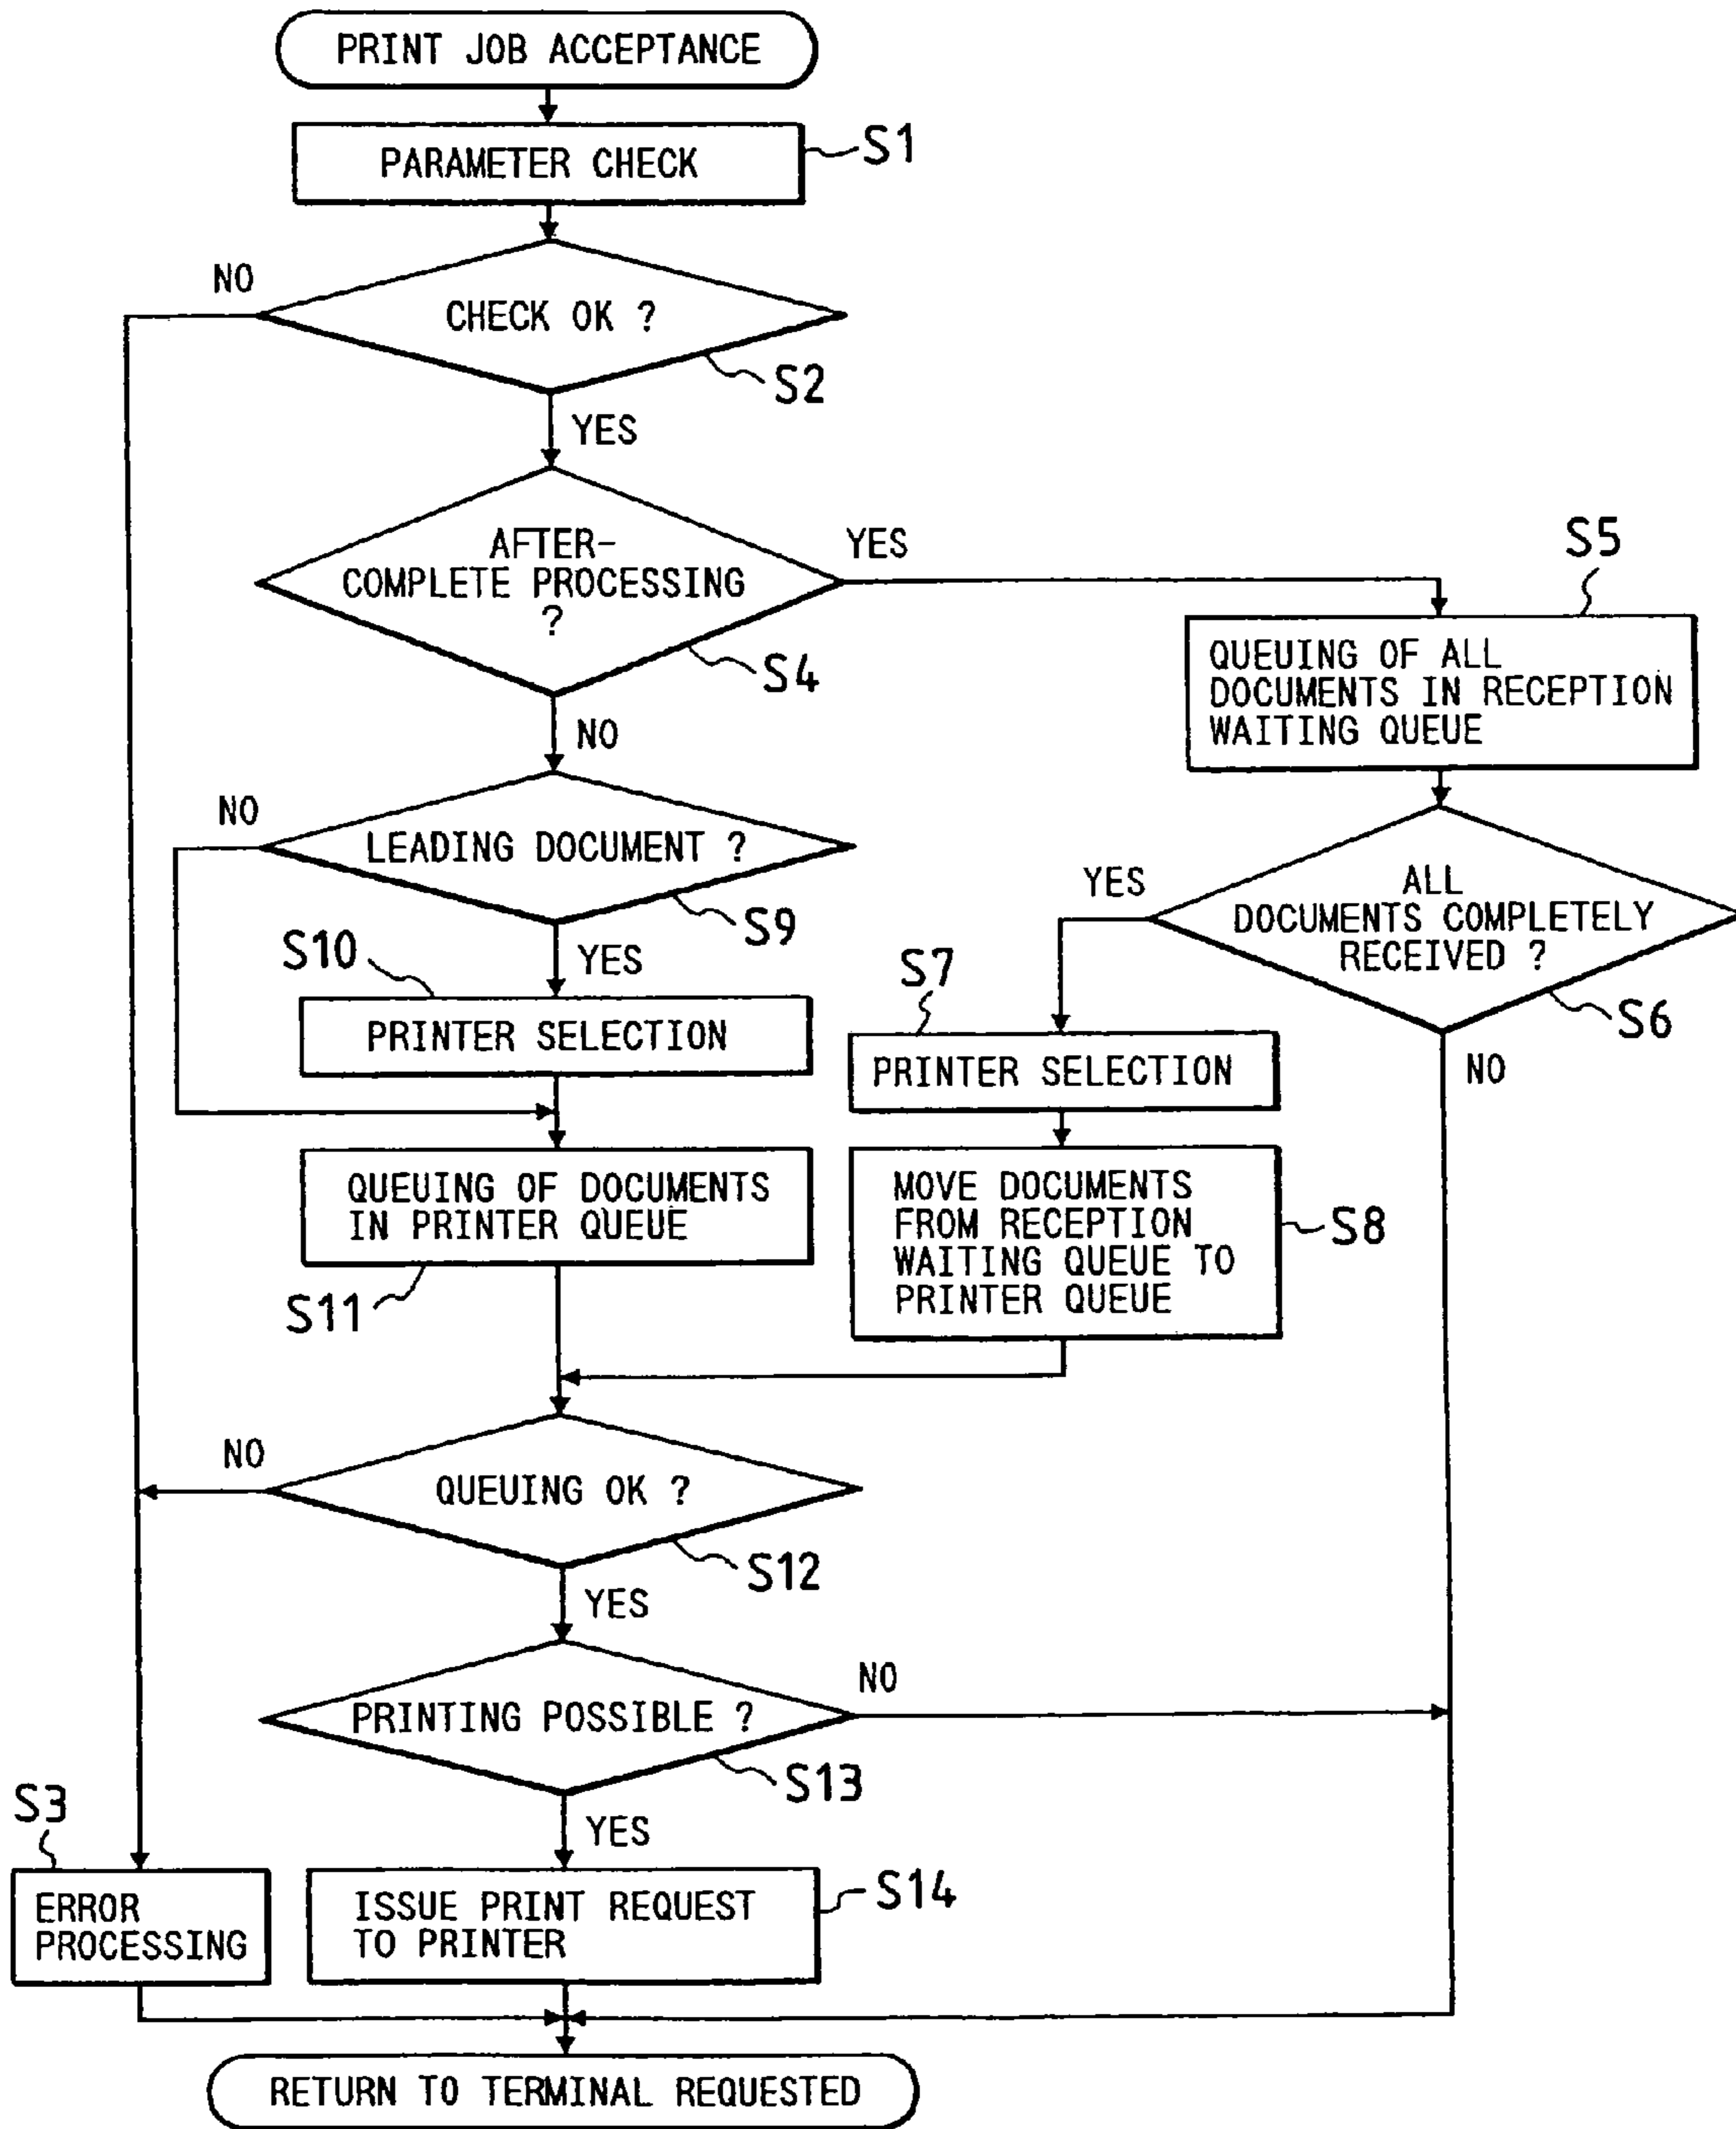 PRINT JOB ACCEPTANCE
PARAMETER CHECK
S1
NO
CHECK OK ?
S2
YES
AFTER-
COMPLETE PROCESSING
?
YES
S4
NO
S5
QUEUING OF ALL
DOCUMENTS IN RECEPTION
WAITING QUEUE
NO
LEADING DOCUMENT ?
S9
YES
ALL
DOCUMENTS COMPLETELY
RECEIVED ?
YES
S6
NO
S10
PRINTER SELECTION
S7
PRINTER SELECTION
QUEUING OF DOCUMENTS
IN PRINTER QUEUE
S11
MOVE DOCUMENTS
FROM RECEPTION
WAITING QUEUE TO
PRINTER QUEUE
S8
NO
QUEUING OK ?
S12
YES
PRINTING POSSIBLE ?
NO
S13
YES
S3
ERROR
PROCESSING
ISSUE PRINT REQUEST
TO PRINTER
S14
RETURN TO TERMINAL REQUESTED